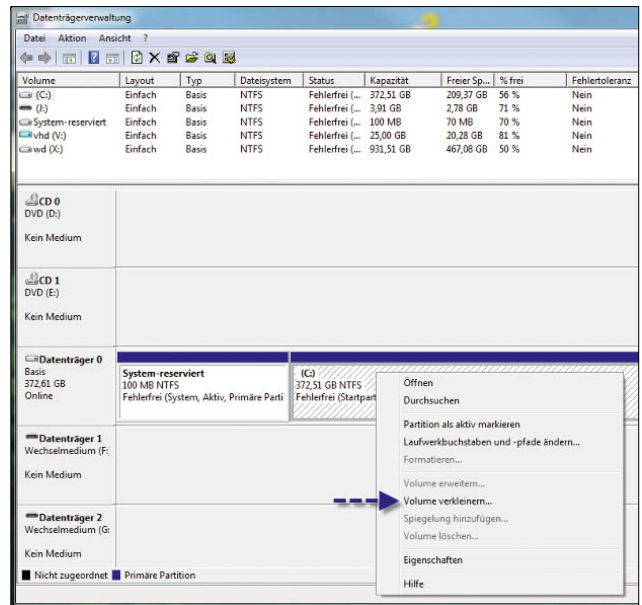 Datenträgerverwaltung
Datei Aktion Ansicht ?
Volume Layout Typ Dateisystem Status Kapazität Freier Sp... % frei Fehlertoleranz
(C:) Einfach Basis NTFS Fehlerfrei (... 372,51 GB 209,37 GB 56 % Nein
(J:) Einfach Basis NTFS Fehlerfrei (... 3,91 GB 2,78 GB 71 % Nein
System-reserviert Einfach Basis NTFS Fehlerfrei (... 100 MB 70 MB 70 % Nein
vhd (V:) Einfach Basis NTFS Fehlerfrei (... 25,00 GB 20,28 GB 81 % Nein
wd (X:) Einfach Basis NTFS Fehlerfrei (... 931,51 GB 467,08 GB 50 % Nein
CD 0
DVD (D:)
Kein Medium
CD 1
DVD (E:)
Kein Medium
Datenträger 0
Basis
372,61 GB
Online
System-reserviert
100 MB NTFS
Fehlerfrei (System, Aktiv, Primäre Parti
(C:)
372,51 GB NTFS
Fehlerfrei (Startpart
Datenträger 1
Wechselmedium (F:
Kein Medium
Datenträger 2
Wechselmedium (G:
Kein Medium
Öffnen
Durchsuchen
Partition als aktiv markieren
Laufwerkbuchstaben und -pfade ändern...
Formatieren...
Volume erweitern...
Volume verkleinern...
Spiegelung hinzufügen...
Volume löschen...
Eigenschaften
Hilfe
Nicht zugeordnet Primäre Partition